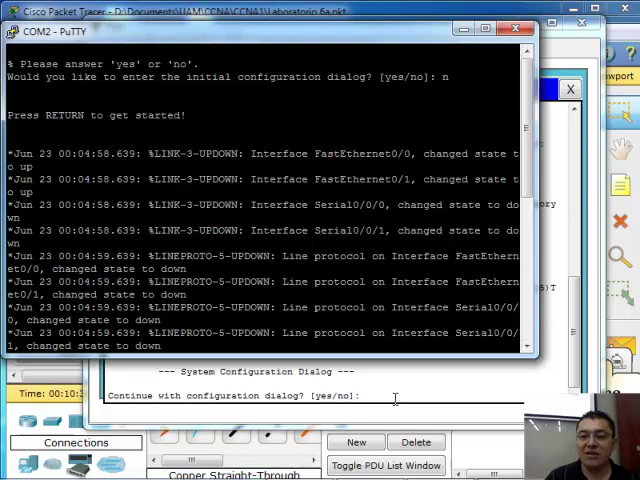 Cisco Packet Tracer - D:\Documents\UAM\CCNA\CCNA1\Laboratorio 6a.pkt
COM2 - PuTTY
% Please answer 'yes' or 'no'.
Would you like to enter the initial configuration dialog? [yes/no]: n
Press RETURN to get started!
*Jun 23 00:04:58.639: %LINK-3-UPDOWN: Interface FastEthernet0/0, changed state t
o up
*Jun 23 00:04:58.639: %LINK-3-UPDOWN: Interface FastEthernet0/1, changed state t
o up
*Jun 23 00:04:58.639: %LINK-3-UPDOWN: Interface Serial0/0/0, changed state to do
wn
*Jun 23 00:04:58.639: %LINK-3-UPDOWN: Interface Serial0/0/1, changed state to do
wn
*Jun 23 00:04:59.639: %LINEPROTO-5-UPDOWN: Line protocol on Interface FastEthern
et0/0, changed state to down
*Jun 23 00:04:59.639: %LINEPROTO-5-UPDOWN: Line protocol on Interface FastEthern
et0/1, changed state to down
*Jun 23 00:04:59.639: %LINEPROTO-5-UPDOWN: Line protocol on Interface Serial0/0/
0, changed state to down
*Jun 23 00:04:59.639: %LINEPROTO-5-UPDOWN: Line protocol on Interface Serial0/0/
1, changed state to down
ewport
ory
5)T
--- System Configuration Dialog ---
Continue with configuration dialog? [yes/no]:
Time: 00:10:3
Connections
Copper Straight-Through
New
Delete
Toggle PDU List Window